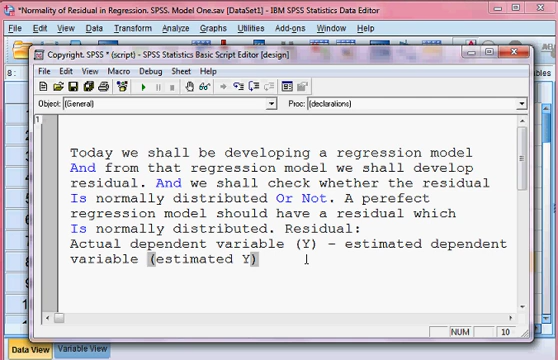 *Normality of Residual in Regression. SPSS. Model One.sav [DataSet1] - IBM SPSS Statistics Data Editor
File Edit View Data Transform Analyze Graphs Utilities Add-ons Window Help
8 :
Copyright. SPSS * (script) - SPSS Statistics Basic Script Editor [design]
File Edit View Macro Debug Sheet Help
Object: (General) Proc: (declarations)
1
Today we shall be developing a regression model
And from that regression model we shall develop
residual. And we shall check whether the residual
Is normally distributed Or Not. A perefect
regression model should have a residual which
Is normally distributed. Residual:
Actual dependent variable (Y) - estimated dependent
variable (estimated Y)
NUM 10
Data View Variable View